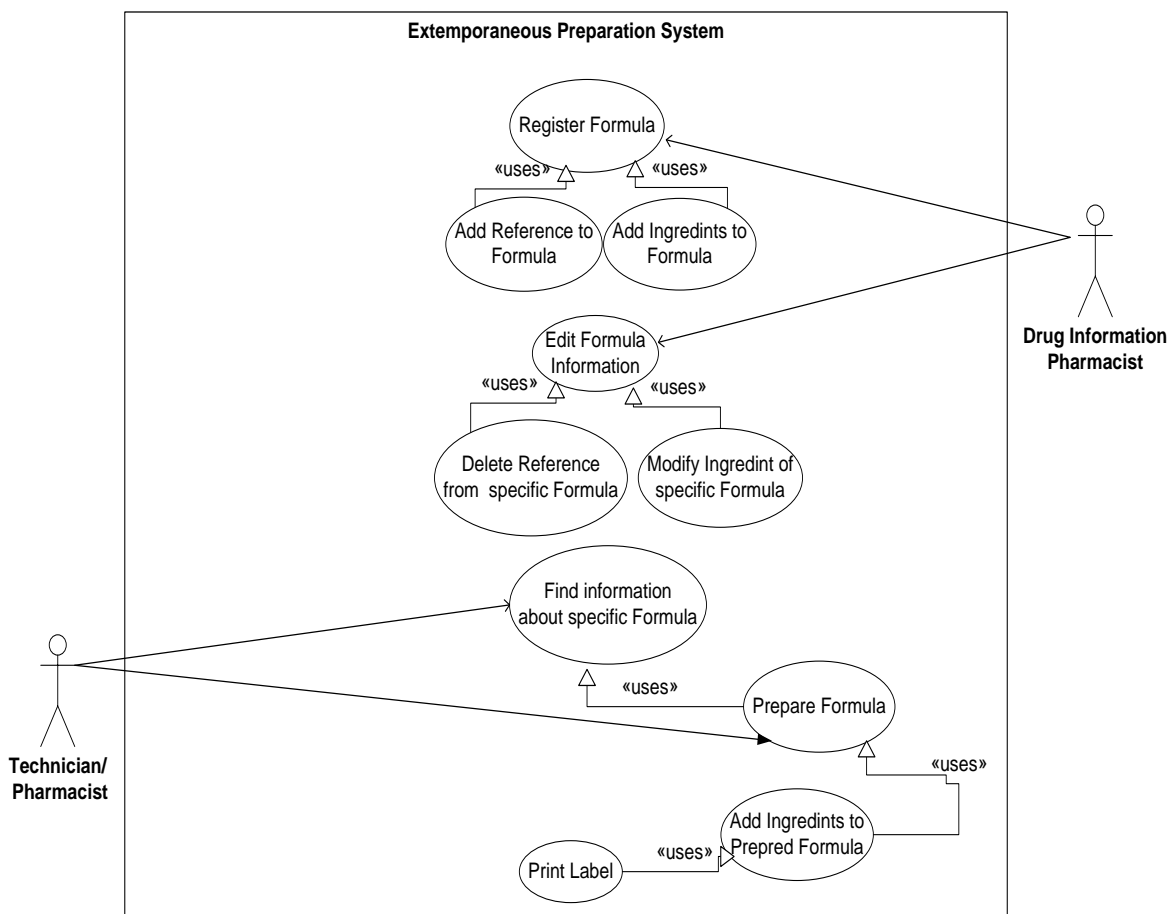 Extemporaneous Preparation System
Register Formula
«uses»
«uses»
Add Reference to
Formula
Add Ingredints to
Formula
Drug Information
Pharmacist
Edit Formula
Information
«uses»
«uses»
Delete Reference
from specific Formula
Modify Ingredint of
specific Formula
Find information
about specific Formula
«uses»
Prepare Formula
Technician/
Pharmacist
«uses»
Add Ingredints to
Prepred Formula
«uses»
Print Label